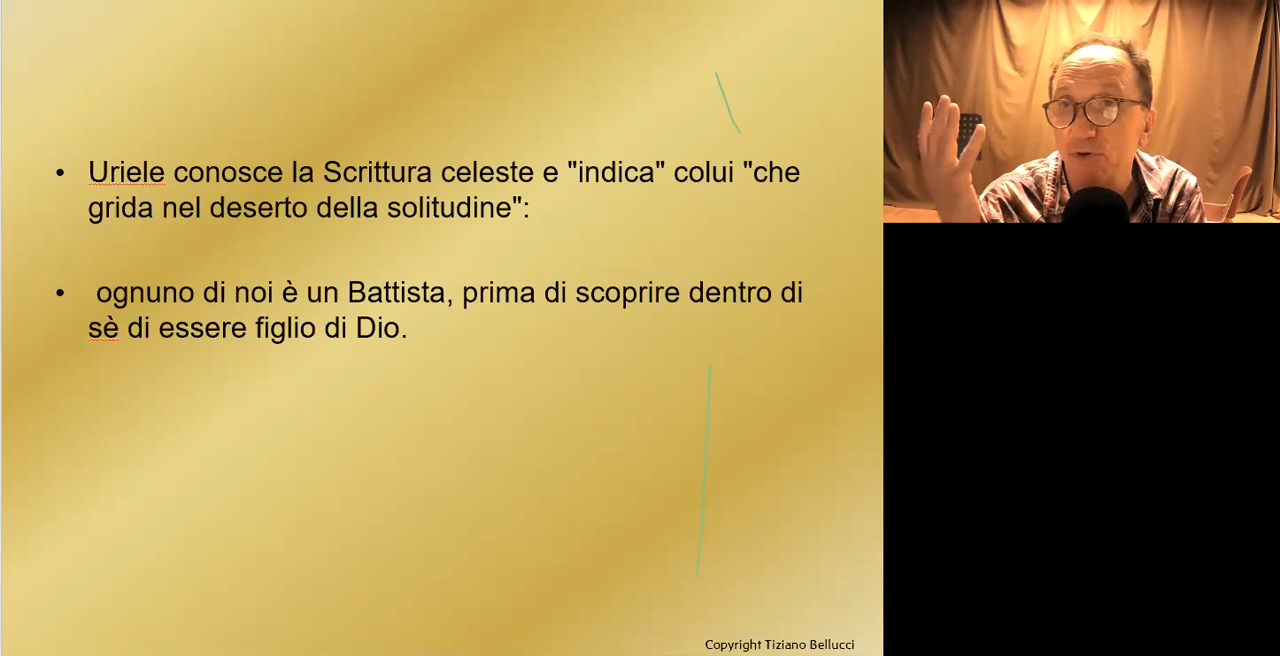 • Uriele conosce la Scrittura celeste e "indica" colui "che
grida nel deserto della solitudine":
• ognuno di noi è un Battista, prima di scoprire dentro di
sè di essere figlio di Dio.
Copyright Tiziano Bellucci